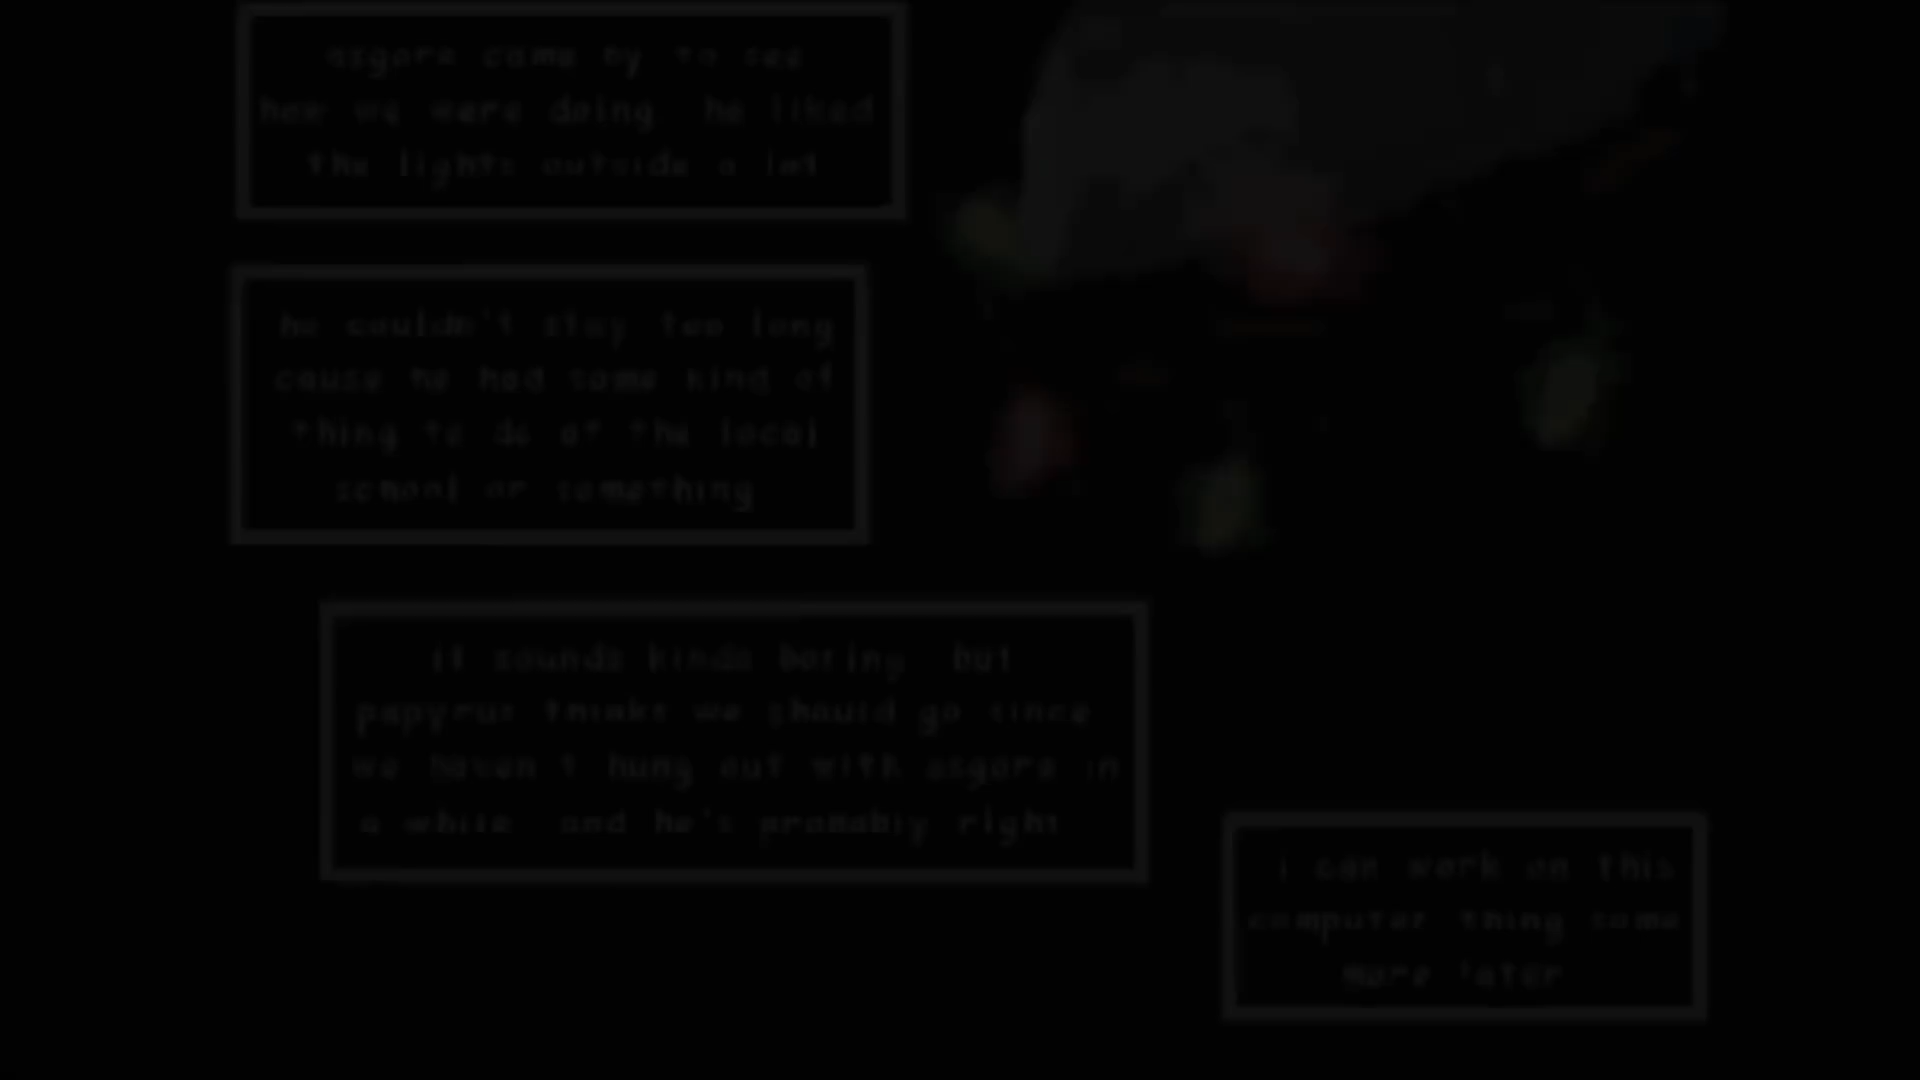 asgore came by to see
how we were doing. he liked
the lights outside a lot
he couldn't stay too long
cause he had some kind of
thing to do at the local
school or something
it sounds kinda boring but
papyrus thinks we should go since
we haven't hung out with asgore in
a while and he's probably right
i can work on this
computer thing some
more later